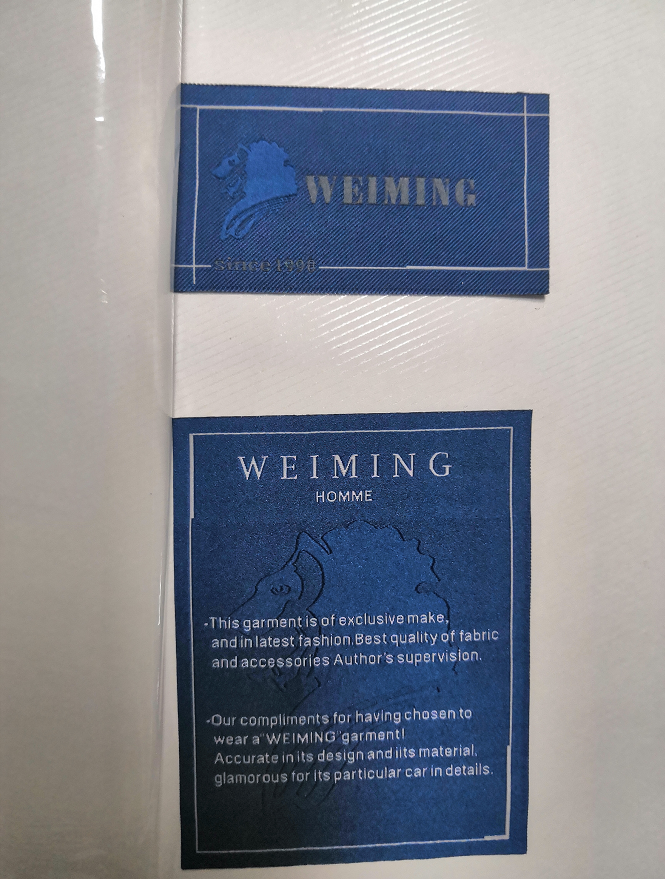 WEIMING
since 1998
WEIMING
HOMME
-This garment is of exclusive make,
and in latest fashion.Best quality of fabric
and accessories Author's supervision.
-Our compliments for having chosen to
wear a"WEIMING"garment!
Accurate in its design and iits material,
glamorous for its particular car in details.